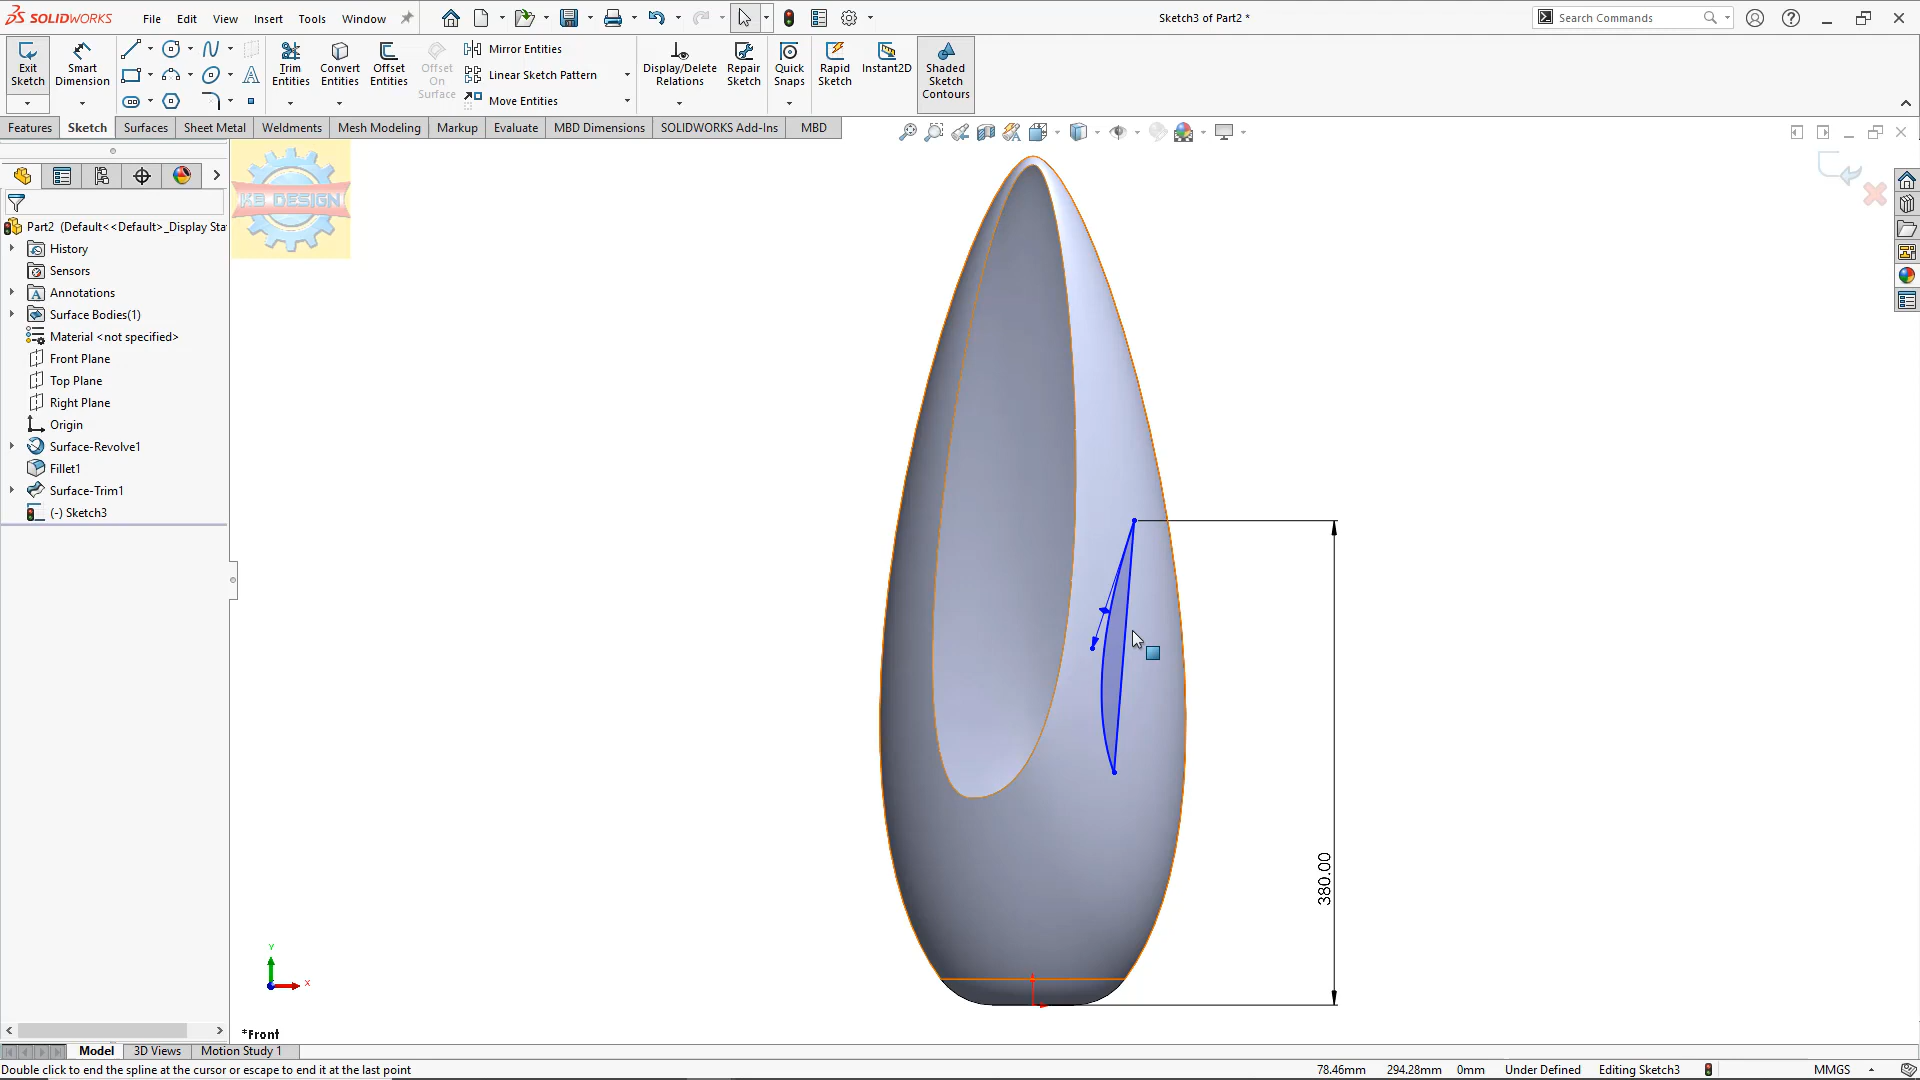 SOLIDWORKS
File Edit View Insert Tools Window
Sketch3 of Part2 *
Search Commands
Exit Sketch
Smart Dimension
Trim Entities
Convert Entities
Offset Entities
Offset On Surface
Mirror Entities
Linear Sketch Pattern
Move Entities
Display/Delete Relations
Repair Sketch
Quick Snaps
Rapid Sketch
Instant2D
Shaded Sketch Contours
Features Sketch Surfaces Sheet Metal Weldments Mesh Modeling Markup Evaluate MBD Dimensions SOLIDWORKS Add-Ins MBD
KB DESIGN
Part2 (Default<<Default>_Display Sta
History
Sensors
Annotations
Surface Bodies(1)
Material <not specified>
Front Plane
Top Plane
Right Plane
Origin
Surface-Revolve1
Fillet1
Surface-Trim1
(-) Sketch3
380.00
Y
X
*Front
Model 3D Views Motion Study 1
Double click to end the spline at the cursor or escape to end it at the last point
78.46mm 294.28mm 0mm Under Defined Editing Sketch3 MMGS